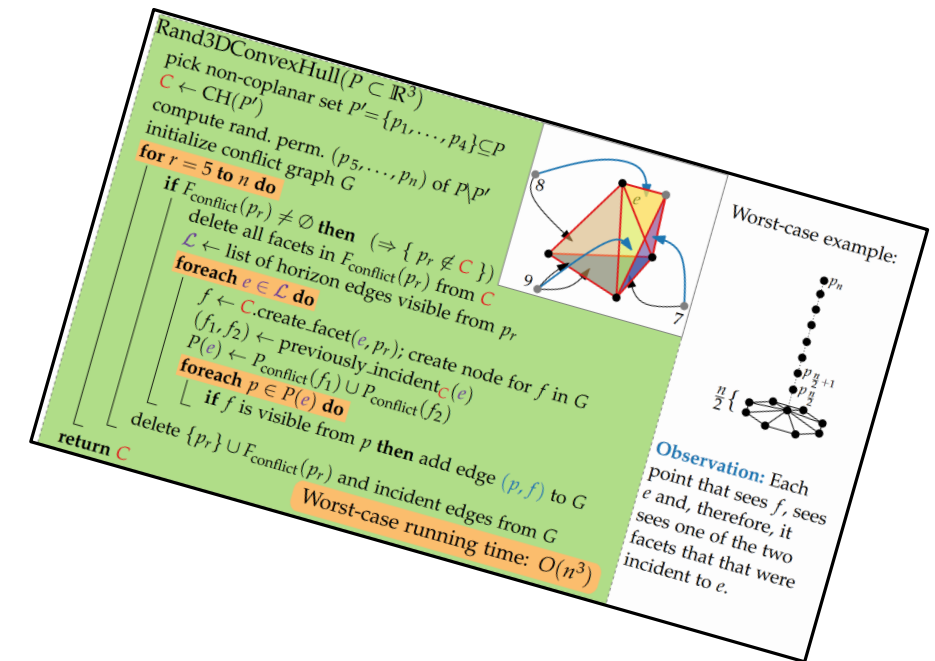 Rand3DConvexHull(P ⊂ ℝ³)
pick non-coplanar set P′={p₁,…,p₄}⊆P
C ← CH(P′)
compute rand. perm. (p₅,…,pₙ) of P\P′
initialize conflict graph G
for r = 5 to n do
if F_conflict(pᵣ) ≠ ∅ then (⇒ { pᵣ ∉ C })
delete all facets in F_conflict(pᵣ) from C
ℒ ← list of horizon edges visible from pᵣ
foreach e ∈ ℒ do
f ← C.create_facet(e, pᵣ); create node for f in G
(f₁, f₂) ← previously_incident_C(e)
P(e) ← P_conflict(f₁) ∪ P_conflict(f₂)
foreach p ∈ P(e) do
if f is visible from p then add edge (p, f) to G
delete {pᵣ} ∪ F_conflict(pᵣ) and incident edges from G
return C
Worst-case running time: O(n³)
8
e
9
7
Worst-case example:
pₙ
p_{n/2+1}
p_{n/2}
n/2 {
Observation: Each
point that sees f, sees
e and, therefore, it
sees one of the two
facets that that were
incident to e.